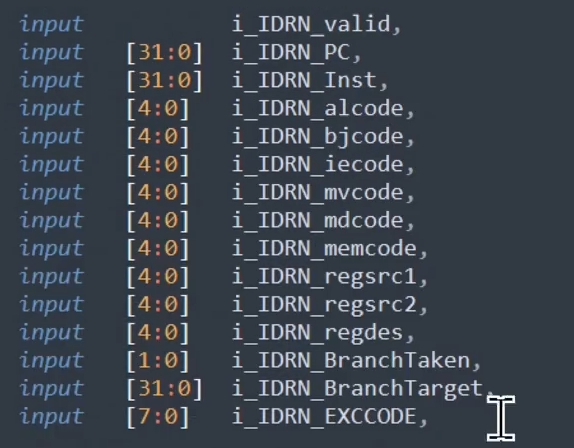 input i_IDRN_valid,
input [31:0] i_IDRN_PC,
input [31:0] i_IDRN_Inst,
input [4:0] i_IDRN_alcode,
input [4:0] i_IDRN_bjcode,
input [4:0] i_IDRN_iecode,
input [4:0] i_IDRN_mvcode,
input [4:0] i_IDRN_mdcode,
input [4:0] i_IDRN_memcode,
input [4:0] i_IDRN_regsrc1,
input [4:0] i_IDRN_regsrc2,
input [4:0] i_IDRN_regdes,
input [1:0] i_IDRN_BranchTaken,
input [31:0] i_IDRN_BranchTarget,
input [7:0] i_IDRN_EXCCODE,